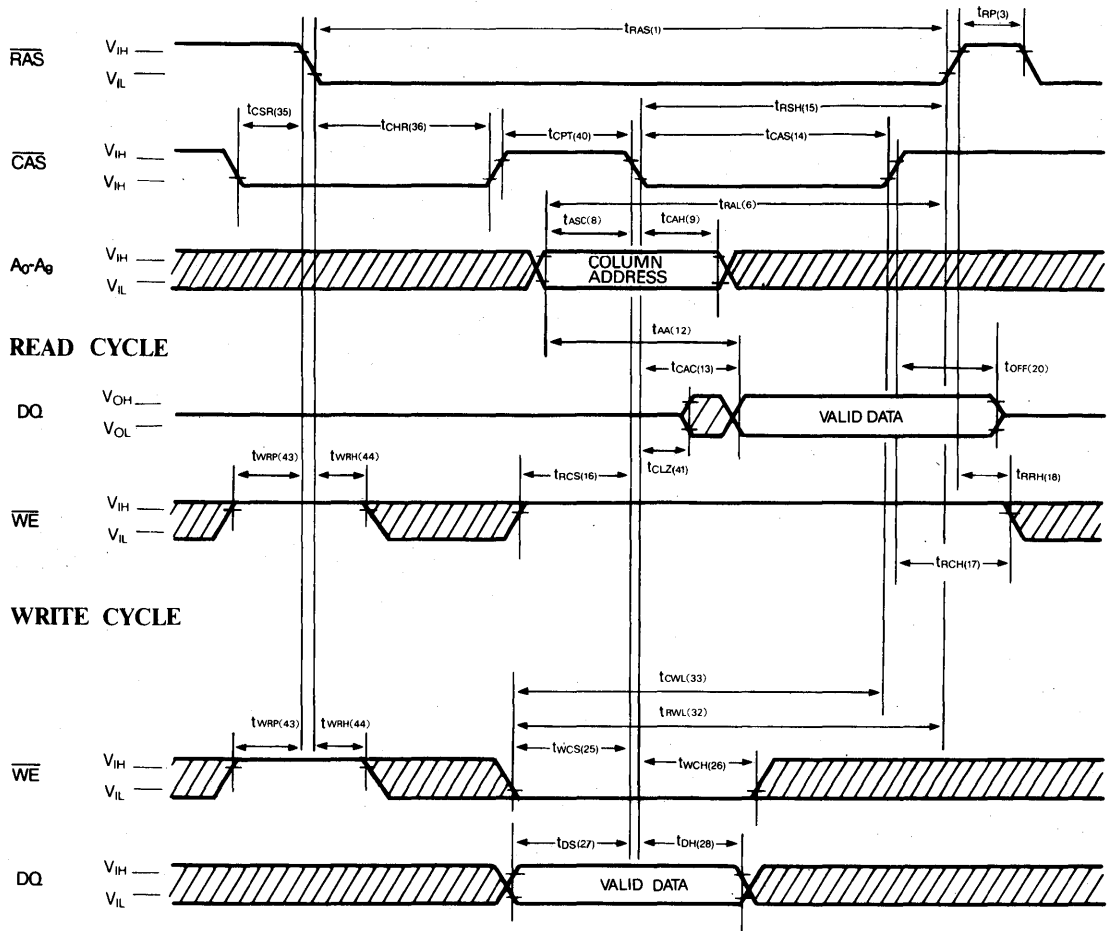 tRAS(1)
tRP(3)
RAS
VIH
VIL
tCSR(35)
tCHR(36)
tRSH(15)
tCPT(40)
tCAS(14)
CAS
VIH
VIH
tRAL(6)
tASC(8)
tCAH(9)
A0-A9
VIH
VIL
COLUMN
ADDRESS
tAA(12)
READ CYCLE
tCAC(13)
tOFF(20)
DQ
VOH
VOL
VALID DATA
tWRP(43)
tWRH(44)
tRCS(16)
tCLZ(41)
tRRH(18)
WE
VIH
VIL
tRCH(17)
WRITE CYCLE
tCWL(33)
tRWL(32)
tWRP(43)
tWRH(44)
tWCS(25)
tWCH(26)
WE
VIH
VIL
tDS(27)
tDH(28)
DQ
VIH
VIL
VALID DATA